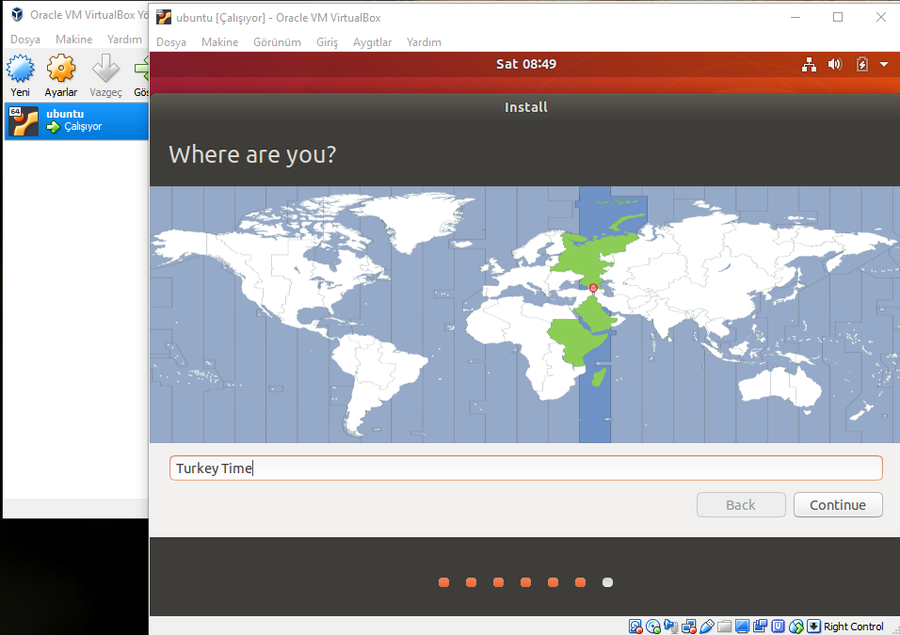 Oracle VM VirtualBox Yö
Dosya Makine Yardım
Yeni Ayarlar Vazgeç Gös
64
ubuntu
Çalışıyor
ubuntu [Çalışıyor] - Oracle VM VirtualBox
Dosya Makine Görünüm Giriş Aygıtlar Yardım
Sat 08:49
Install
Where are you?
Turkey Time
Back Continue
Right Control